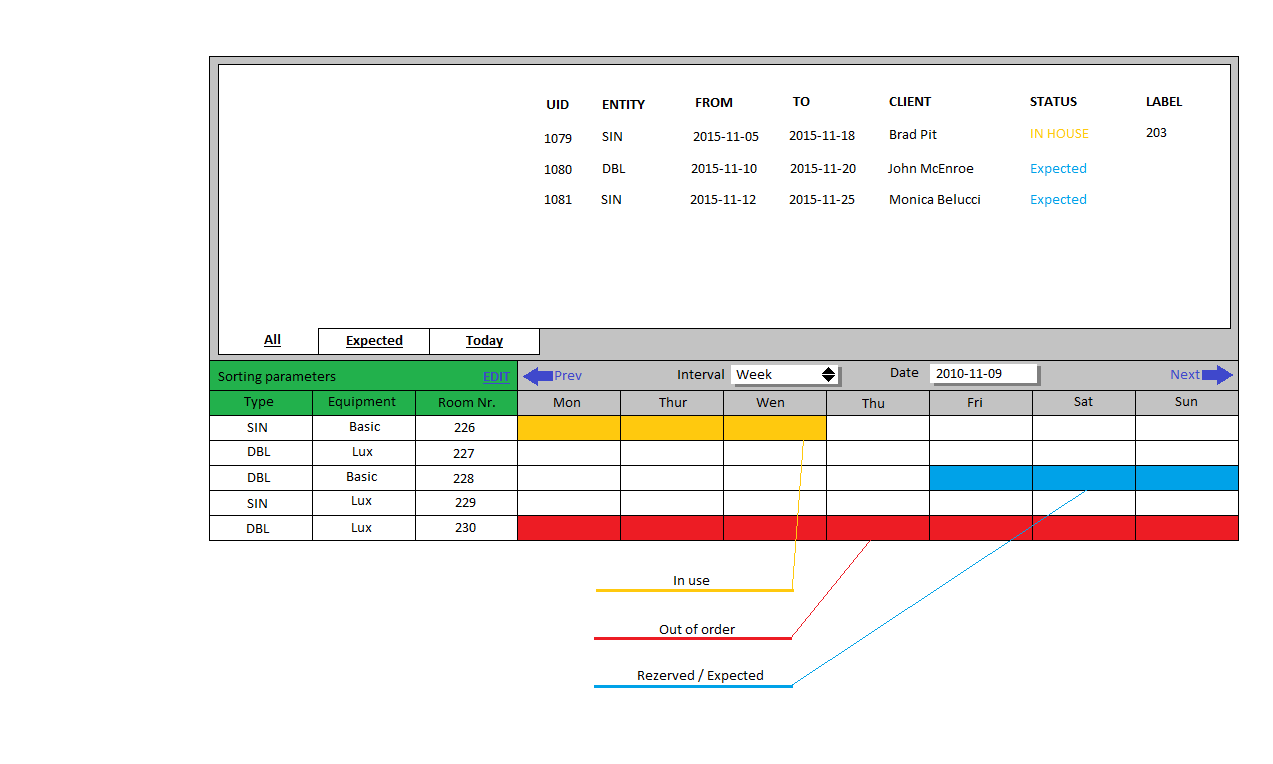 UID ENTITY FROM TO CLIENT STATUS LABEL
1079 SIN 2015-11-05 2015-11-18 Brad Pit IN HOUSE 203
1080 DBL 2015-11-10 2015-11-20 John McEnroe Expected
1081 SIN 2015-11-12 2015-11-25 Monica Belucci Expected
All Expected Today
Sorting parameters EDIT Prev Interval Week Date 2010-11-09 Next
Type Equipment Room Nr. Mon Thur Wen Thu Fri Sat Sun
SIN Basic 226
DBL Lux 227
DBL Basic 228
SIN Lux 229
DBL Lux 230
In use
Out of order
Rezerved / Expected